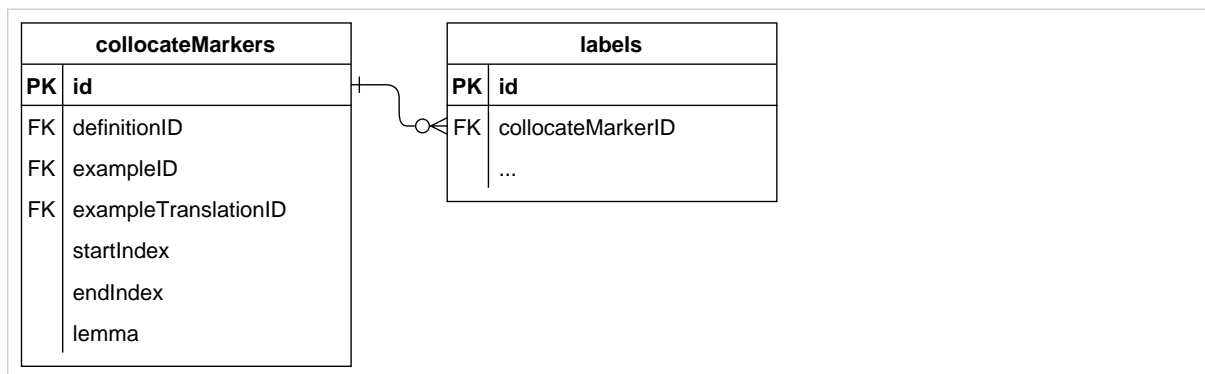 collocateMarkers
PK id
FK definitionID
FK exampleID
FK exampleTranslationID
startIndex
endIndex
lemma
labels
PK id
FK collocateMarkerID
...